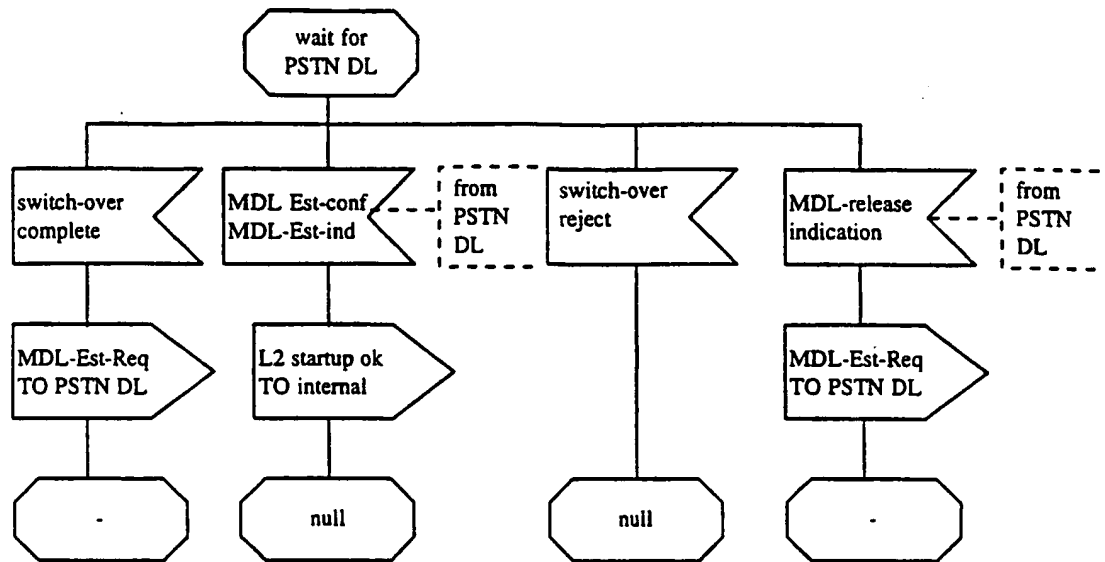 wait for
PSTN DL
switch-over
complete
MDL Est-conf
MDL-Est-ind
from
PSTN
DL
switch-over
reject
MDL-release
indication
from
PSTN
DL
MDL-Est-Req
TO PSTN DL
L2 startup ok
TO internal
MDL-Est-Req
TO PSTN DL
-
null
null
-